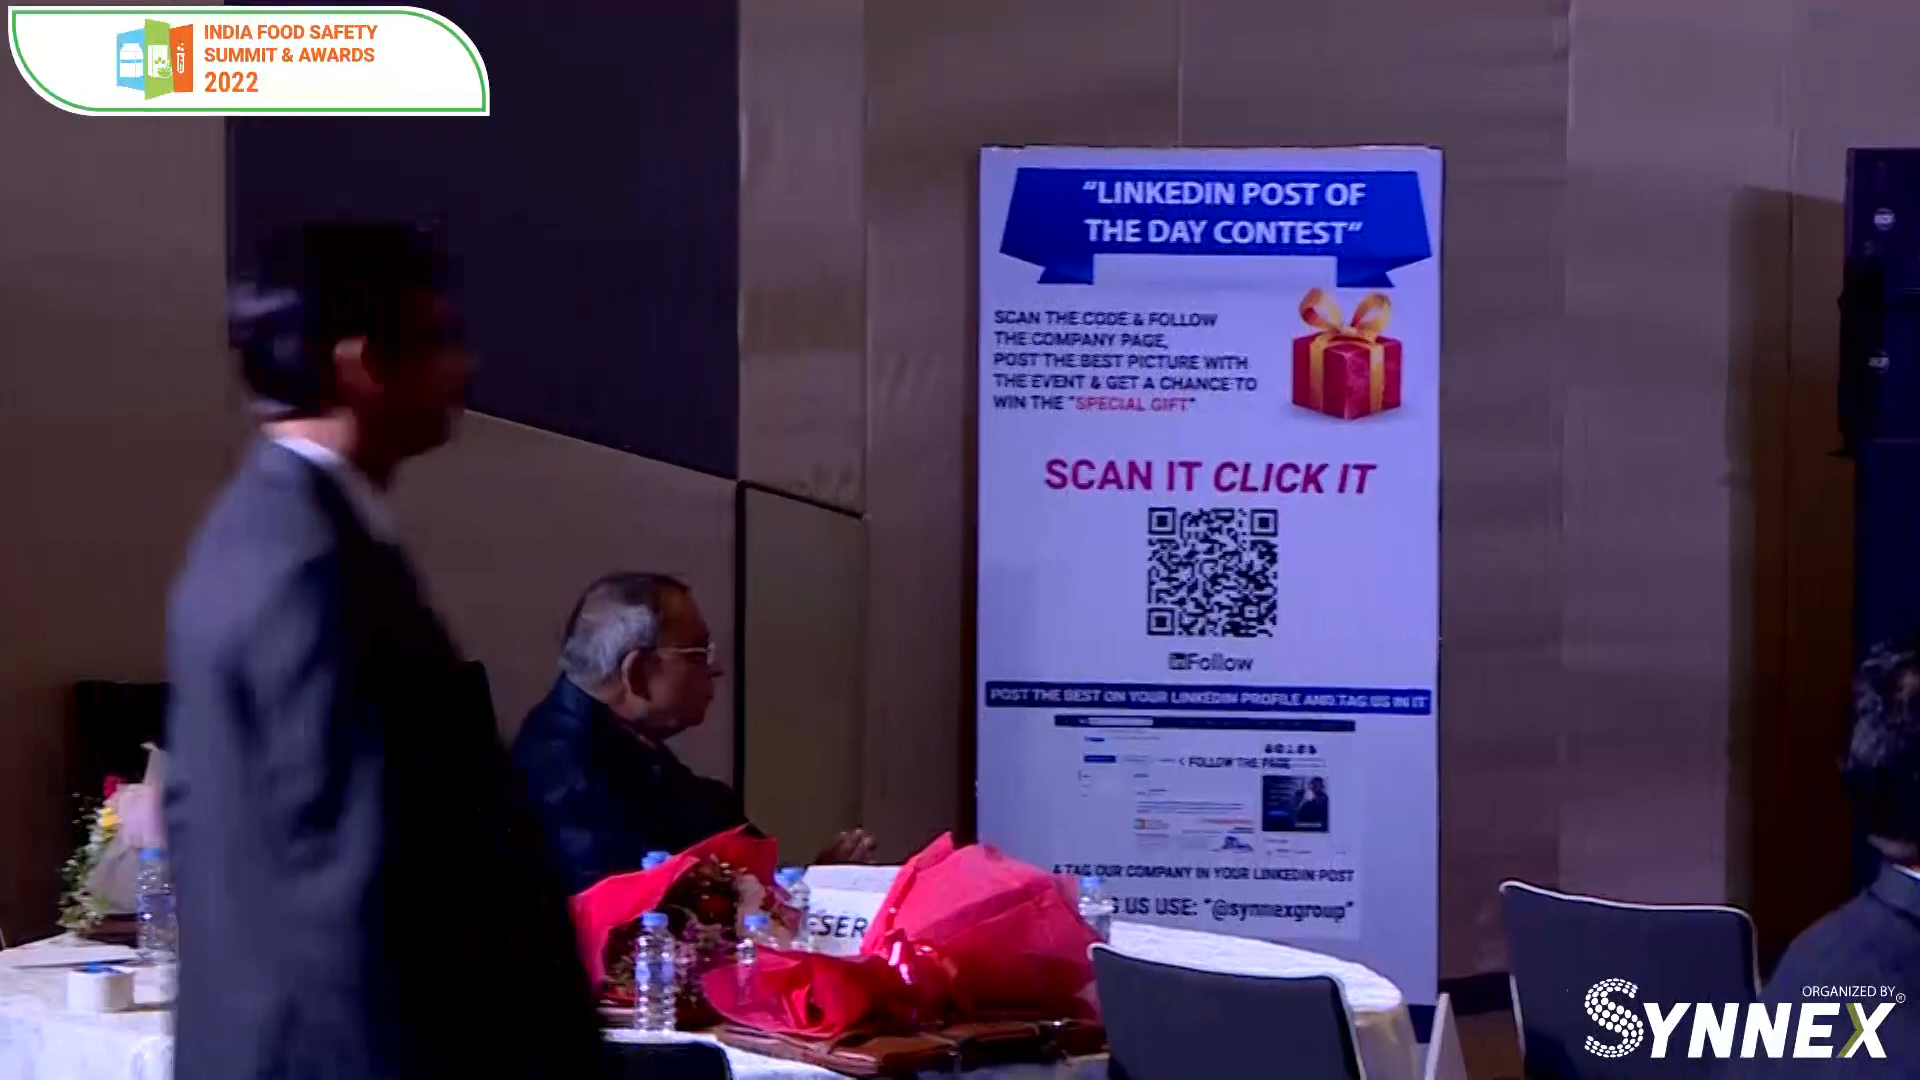 INDIA FOOD SAFETY
SUMMIT & AWARDS
2022
"LINKEDIN POST OF
THE DAY CONTEST"
SCAN THE CODE & FOLLOW
THE COMPANY PAGE,
POST THE BEST PICTURE WITH
THE EVENT & GET A CHANCE TO
WIN THE "SPECIAL GIFT"
SCAN IT CLICK IT
in Follow
POST THE BEST ON YOUR LINKEDIN PROFILE AND TAG US IN IT
< FOLLOW THE PAGE
& TAG OUR COMPANY IN YOUR LINKEDIN POST
US USE: "@synnexgroup"
ESER
ORGANIZED BY
SYNNEX®